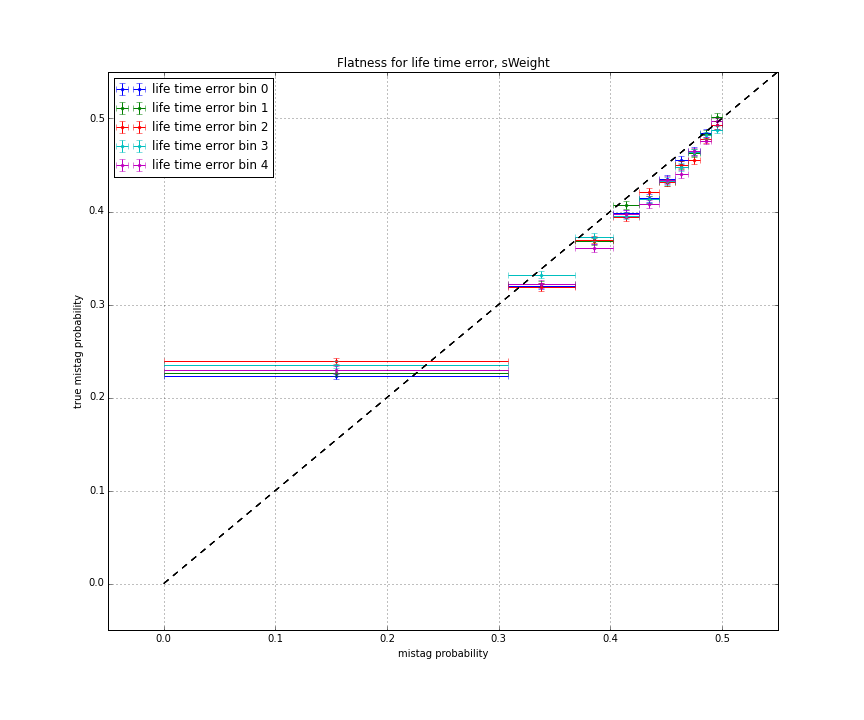 Flatness for life time error, sWeight
life time error bin 0
life time error bin 1
life time error bin 2
life time error bin 3
life time error bin 4
true mistag probability
0.5
0.4
0.3
0.2
0.1
0.0
0.0 0.1 0.2 0.3 0.4 0.5
mistag probability